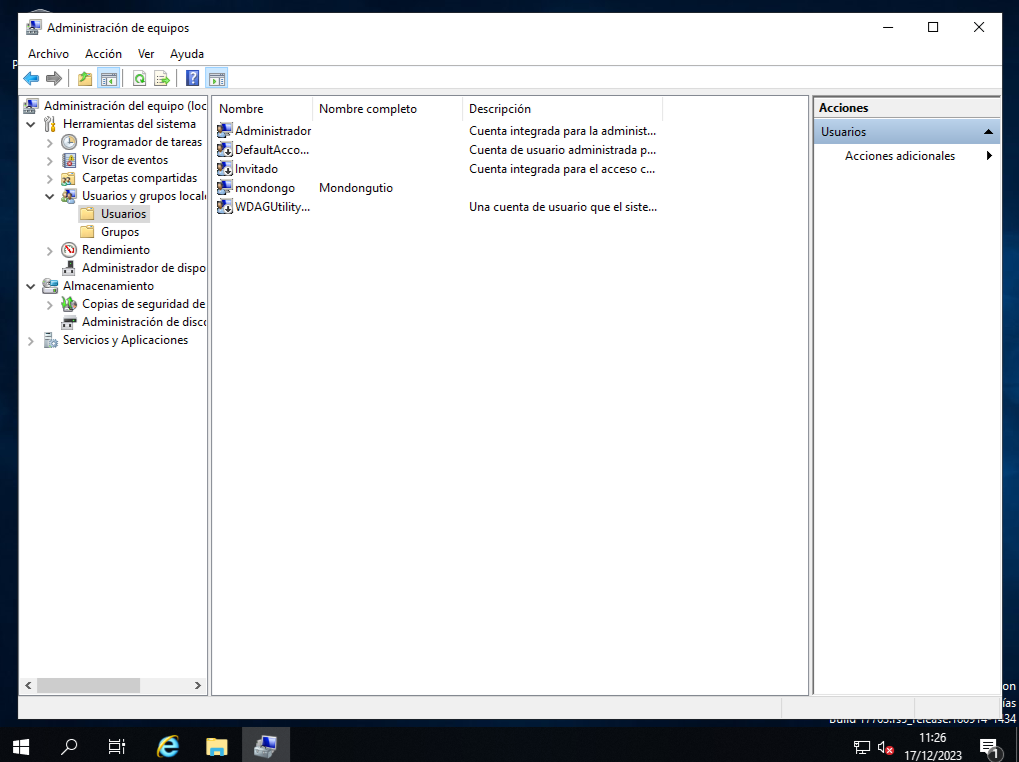 Administración de equipos
Archivo Acción Ver Ayuda
Administración del equipo (loc
Herramientas del sistema
Programador de tareas
Visor de eventos
Carpetas compartidas
Usuarios y grupos locale
Usuarios
Grupos
Rendimiento
Administrador de dispo
Almacenamiento
Copias de seguridad de
Administración de disco
Servicios y Aplicaciones
Nombre Nombre completo Descripción
Administrador Cuenta integrada para la administ...
DefaultAcco... Cuenta de usuario administrada p...
Invitado Cuenta integrada para el acceso c...
mondongo Mondongutio
WDAGUtility... Una cuenta de usuario que el siste...
Acciones
Usuarios
Acciones adicionales
on
ías
Build 17763.rs5_release.180914-1434
11:26
17/12/2023
1